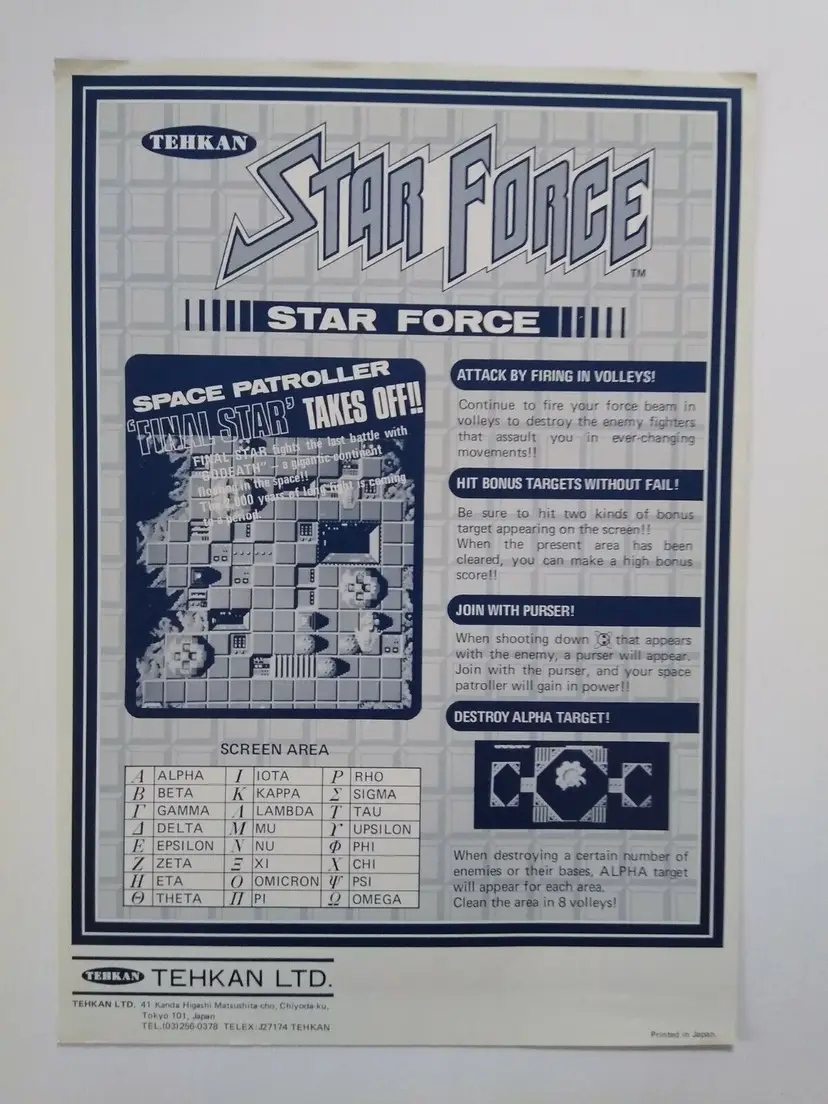 TEHKAN
STAR FORCE
TM
STAR FORCE
SPACE PATROLLER
'FINAL STAR' TAKES OFF!!
FINAL STAR fights the last battle with
"GODEATH" – a gigantic continent
floating in the space!!
The 1,000 years of long fight is coming
to a period.
ATTACK BY FIRING IN VOLLEYS!
Continue to fire your force beam in
volleys to destroy the enemy fighters
that assault you in ever-changing
movements!!
HIT BONUS TARGETS WITHOUT FAIL!
Be sure to hit two kinds of bonus
target appearing on the screen!!
When the present area has been
cleared, you can make a high bonus
score!!
JOIN WITH PURSER!
When shooting down that appears
with the enemy, a purser will appear.
Join with the purser, and your space
patroller will gain in power!!
DESTROY ALPHA TARGET!
When destroying a certain number of
enemies or their bases, ALPHA target
will appear for each area.
Clean the area in 8 volleys!
SCREEN AREA
Α ALPHA Ι IOTA Ρ RHO
Β BETA Κ KAPPA Σ SIGMA
Γ GAMMA Λ LAMBDA Τ TAU
Δ DELTA Μ MU ϒ UPSILON
Ε EPSILON Ν NU Φ PHI
Ζ ZETA Ξ XI Χ CHI
Η ETA Ο OMICRON Ψ PSI
Θ THETA Π PI Ω OMEGA
TEHKAN TEHKAN LTD.
TEHKAN LTD. 41 Kanda Higashi Matsushita-cho, Chiyoda-ku,
Tokyo 101, Japan
TEL.(03)256-0378 TELEX:J27174 TEHKAN
Printed in Japan.